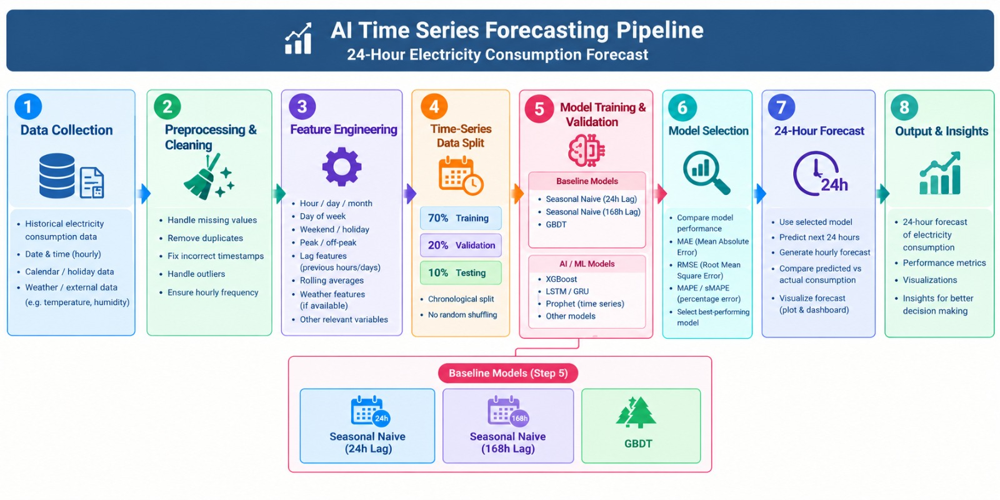 AI Time Series Forecasting Pipeline
24-Hour Electricity Consumption Forecast
1
Data Collection
• Historical electricity
consumption data
• Date & time (hourly)
• Calendar / holiday data
• Weather / external data
(e.g. temperature, humidity)
2
Preprocessing &
Cleaning
• Handle missing values
• Remove duplicates
• Fix incorrect timestamps
• Handle outliers
• Ensure hourly frequency
3
Feature Engineering
• Hour / day / month
• Day of week
• Weekend / holiday
• Peak / off-peak
• Lag features
(previous hours/days)
• Rolling averages
• Weather features
(if available)
• Other relevant variables
4
Time-Series
Data Split
70% Training
20% Validation
10% Testing
• Chronological split
• No random shuffling
5
Model Training &
Validation
Baseline Models
• Seasonal Naive (24h Lag)
• Seasonal Naive (168h Lag)
• GBDT
AI / ML Models
• XGBoost
• LSTM / GRU
• Prophet (time series)
• Other models
6
Model Selection
• Compare model
performance
• MAE (Mean Absolute
Error)
• RMSE (Root Mean
Square Error)
• MAPE / sMAPE
(percentage error)
• Select best-performing
model
7
24-Hour Forecast
24h
• Use selected model
• Predict next 24 hours
• Generate hourly forecast
• Compare predicted vs
actual consumption
• Visualize forecast
(plot & dashboard)
8
Output & Insights
• 24-hour forecast
of electricity
consumption
• Performance metrics
• Visualizations
• Insights for better
decision making
Baseline Models (Step 5)
24h
Seasonal Naive
(24h Lag)
168h
Seasonal Naive
(168h Lag)
GBDT